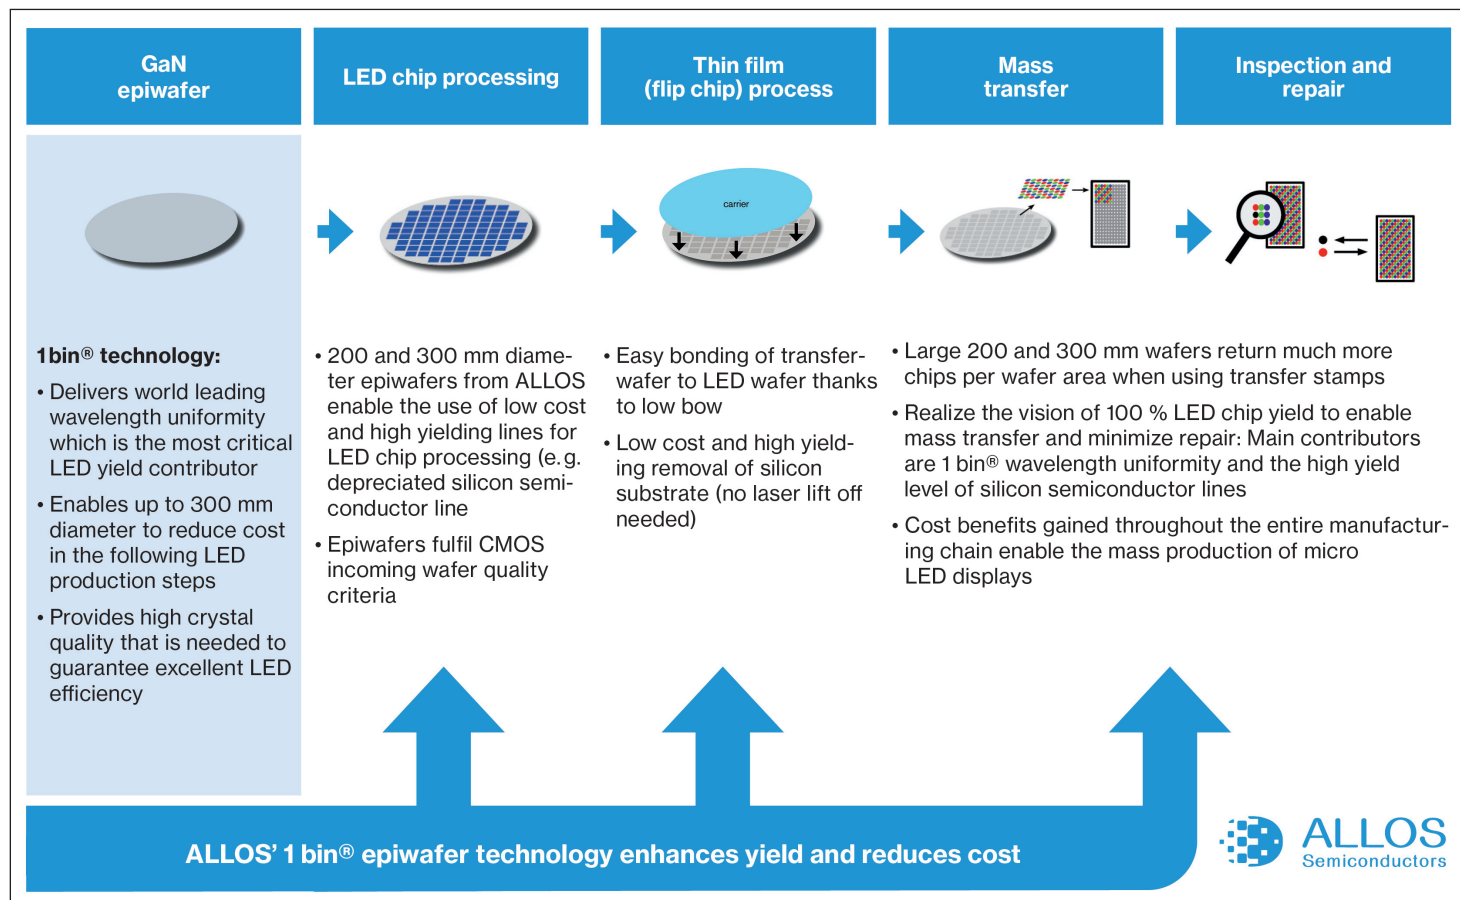 GaN
epiwafer
LED chip processing
Thin film
(flip chip) process
Mass
transfer
Inspection and
repair
carrier
1bin® technology:
• Delivers world leading
wavelength uniformity
which is the most critical
LED yield contributor
• Enables up to 300 mm
diameter to reduce cost
in the following LED
production steps
• Provides high crystal
quality that is needed to
guarantee excellent LED
efficiency
• 200 and 300 mm diame-
ter epiwafers from ALLOS
enable the use of low cost
and high yielding lines for
LED chip processing (e. g.
depreciated silicon semi-
conductor line
• Epiwafers fulfil CMOS
incoming wafer quality
criteria
• Easy bonding of transfer-
wafer to LED wafer thanks
to low bow
• Low cost and high yield-
ing removal of silicon
substrate (no laser lift off
needed)
• Large 200 and 300 mm wafers return much more
chips per wafer area when using transfer stamps
• Realize the vision of 100 % LED chip yield to enable
mass transfer and minimize repair: Main contributors
are 1 bin® wavelength uniformity and the high yield
level of silicon semiconductor lines
• Cost benefits gained throughout the entire manufactur-
ing chain enable the mass production of micro
LED displays
ALLOS’ 1 bin® epiwafer technology enhances yield and reduces cost
ALLOS
Semiconductors